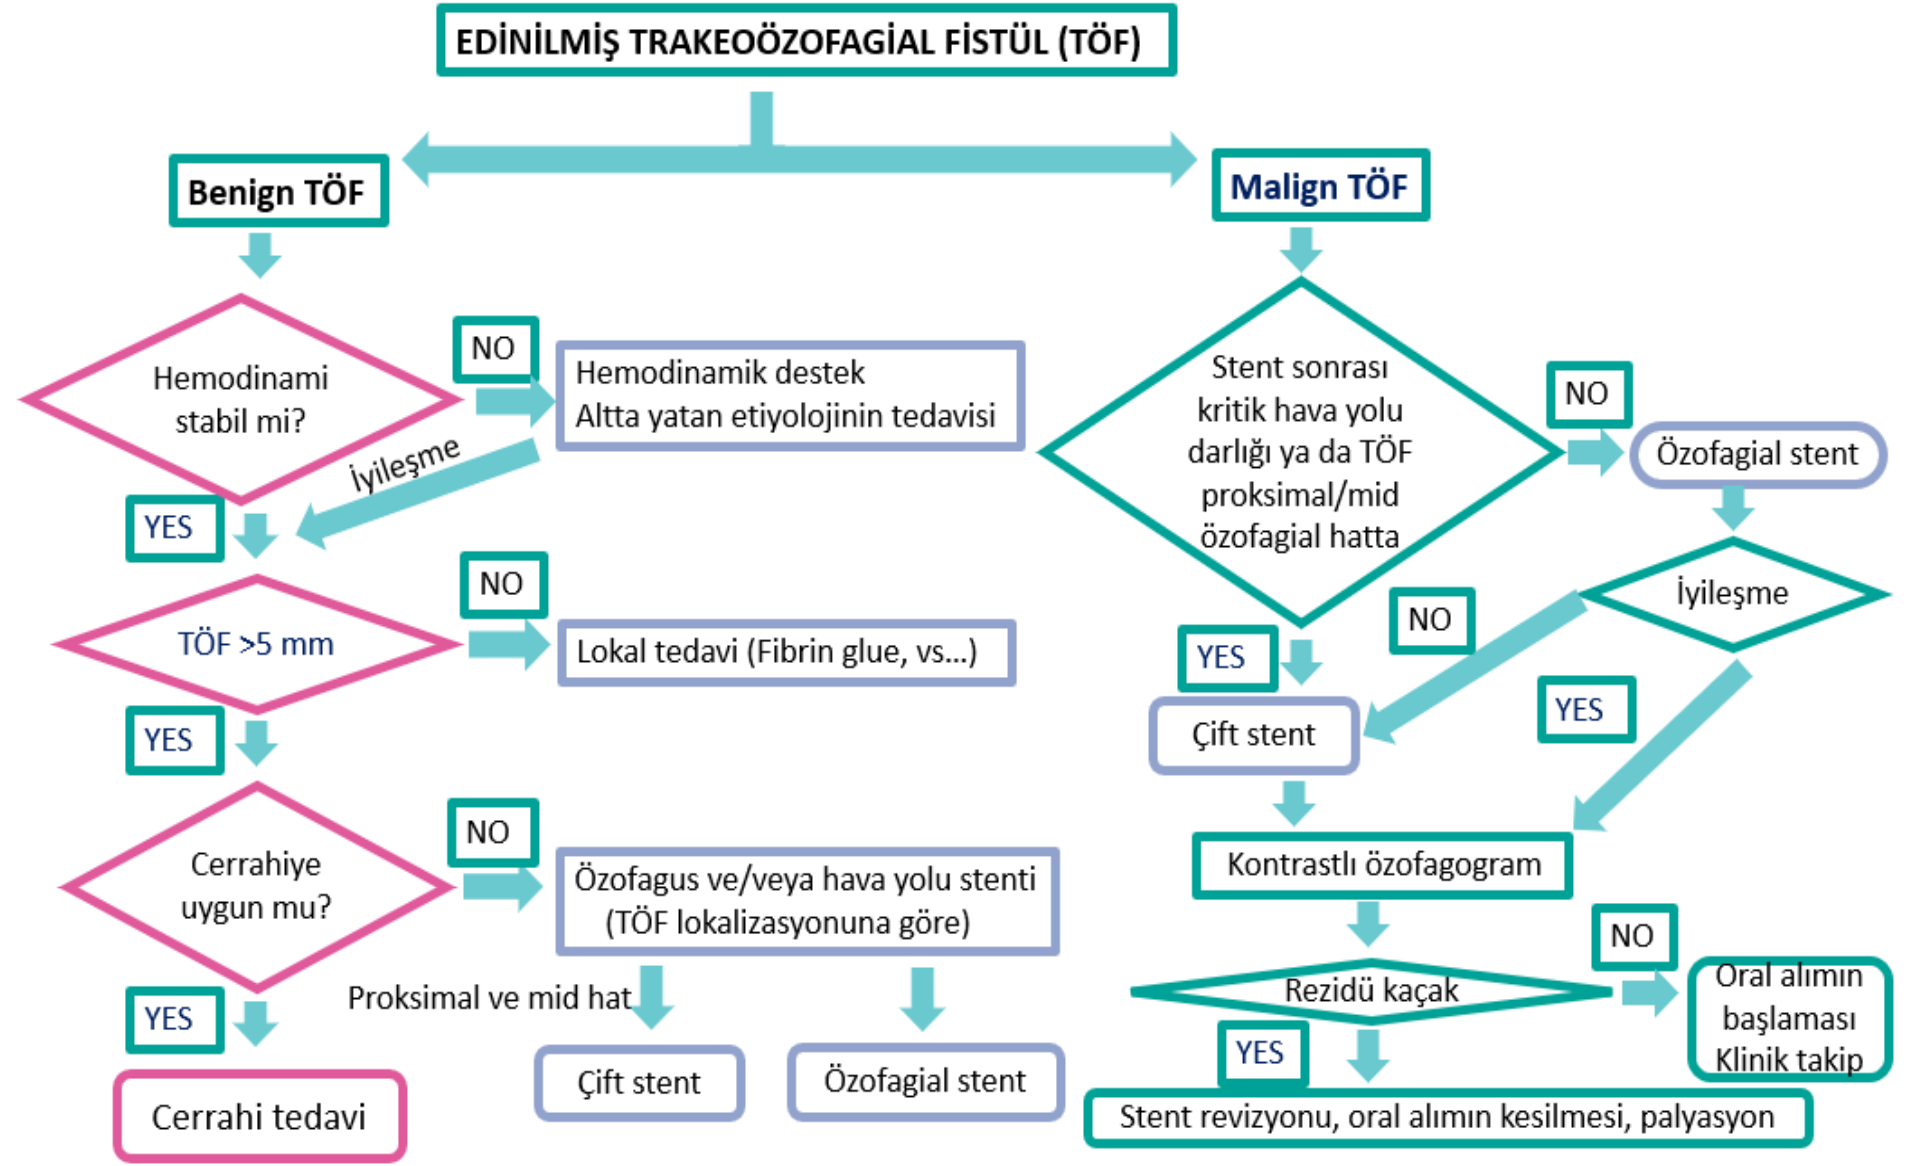 EDİNİLMİŞ TRAKEOÖZOFAGİAL FİSTÜL (TÖF)
Benign TÖF
Hemodinami
stabil mi?
NO
Hemodinamik destek
Altta yatan etiyolojinin tedavisi
İyileşme
YES
TÖF >5 mm
NO
Lokal tedavi (Fibrin glue, vs...)
YES
Cerrahiye
uygun mu?
NO
Özofagus ve/veya hava yolu stenti
(TÖF lokalizasyonuna göre)
Proksimal ve mid hat
Çift stent
Özofagial stent
YES
Cerrahi tedavi
Malign TÖF
Stent sonrası
kritik hava yolu
darlığı ya da TÖF
proksimal/mid
özofagial hatta
NO
Özofagial stent
İyileşme
NO
YES
YES
Çift stent
Kontrastlı özofagogram
Rezidü kaçak
NO
Oral alımın
başlaması
Klinik takip
YES
Stent revizyonu, oral alımın kesilmesi, palyasyon